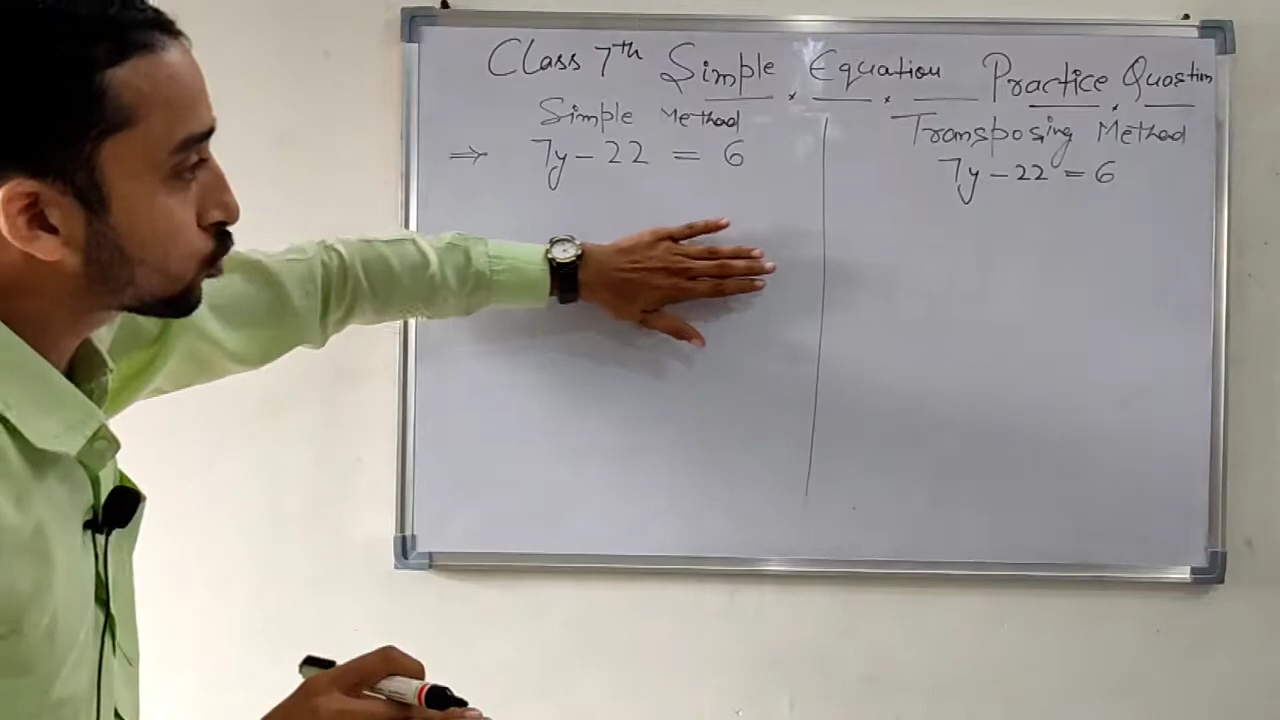 Class 7th Simple Equation Practice Question
Simple Method
⇒ 7y - 22 = 6
Transposing Method
7y - 22 = 6